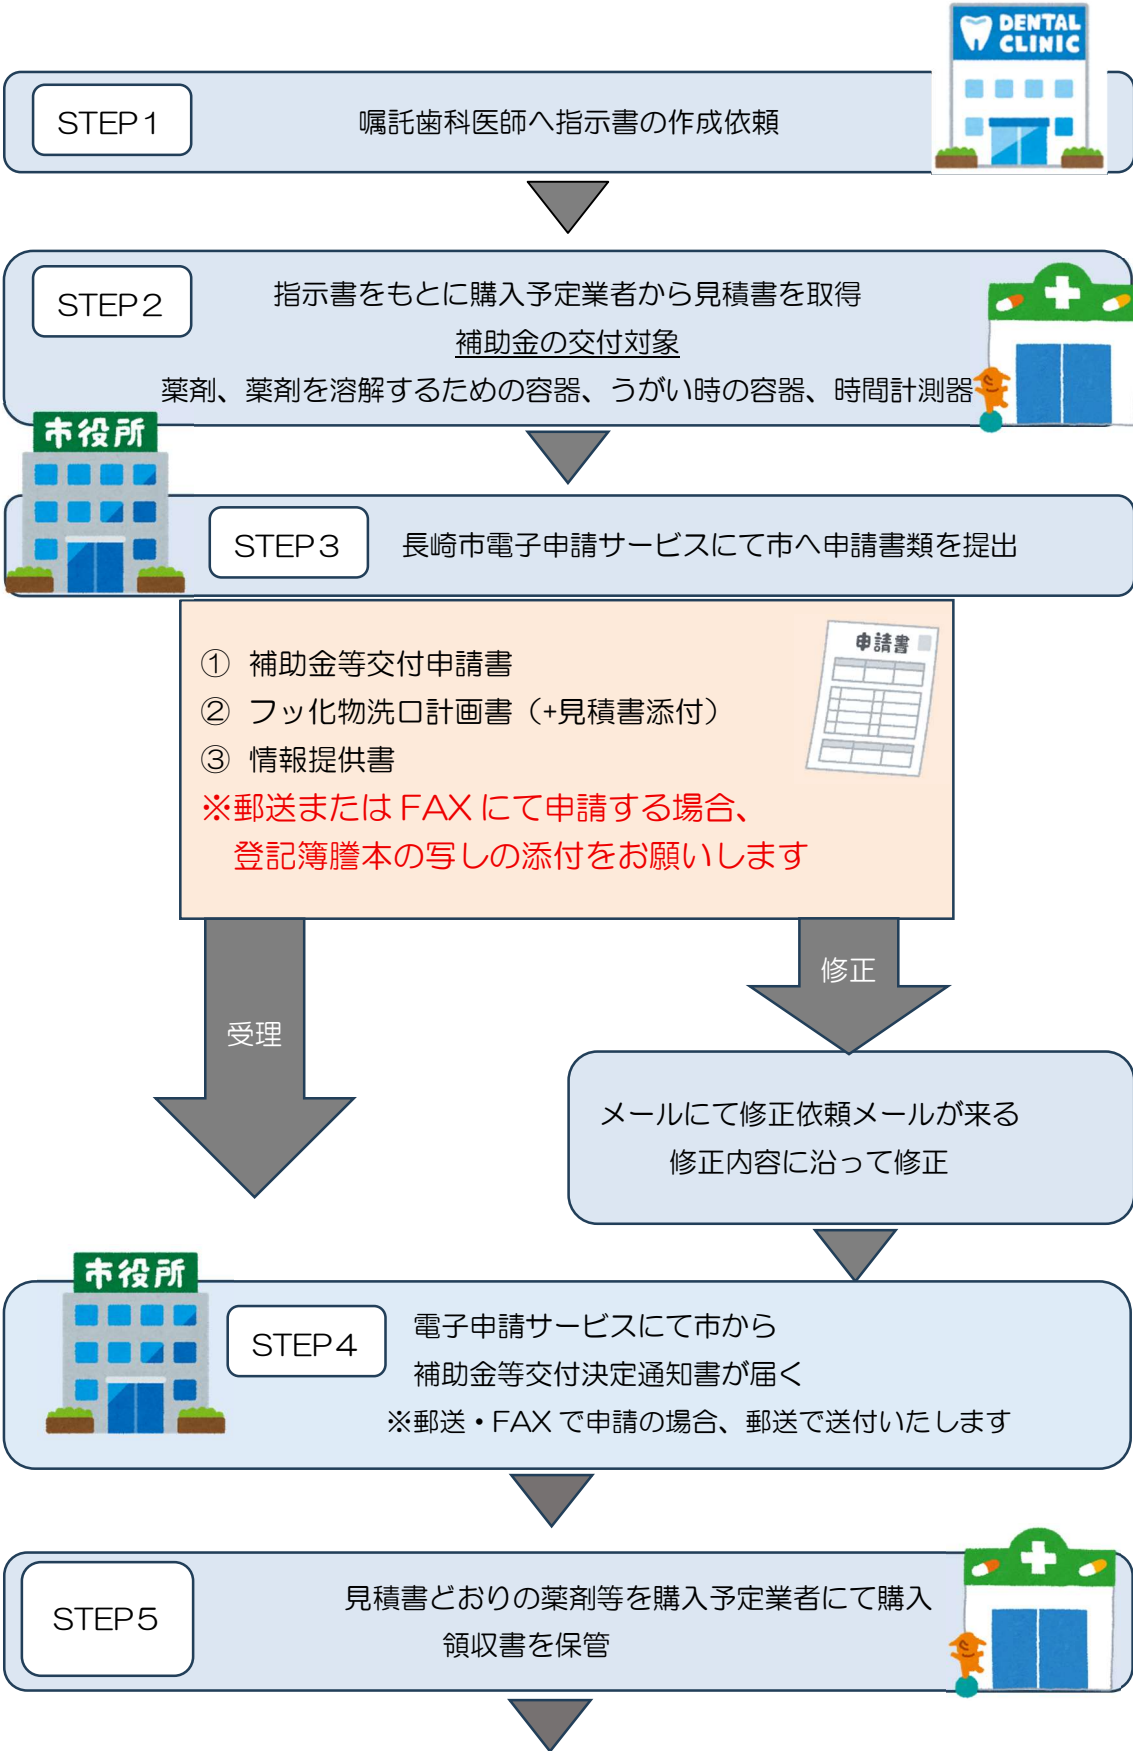 DENTAL
CLINIC
STEP1
嘱託歯科医師へ指示書の作成依頼
STEP2
指示書をもとに購入予定業者から見積書を取得
補助金の交付対象
薬剤、薬剤を溶解するための容器、うがい時の容器、時間計測器
市役所
STEP3
長崎市電子申請サービスにて市へ申請書類を提出
申請書
① 補助金等交付申請書
② フッ化物洗口計画書（+見積書添付）
③ 情報提供書
※郵送または FAX にて申請する場合、
登記簿謄本の写しの添付をお願いします
修正
受理
メールにて修正依頼メールが来る
修正内容に沿って修正
市役所
STEP4
電子申請サービスにて市から
補助金等交付決定通知書が届く
※郵送・FAX で申請の場合、郵送で送付いたします
STEP5
見積書どおりの薬剤等を購入予定業者にて購入
領収書を保管